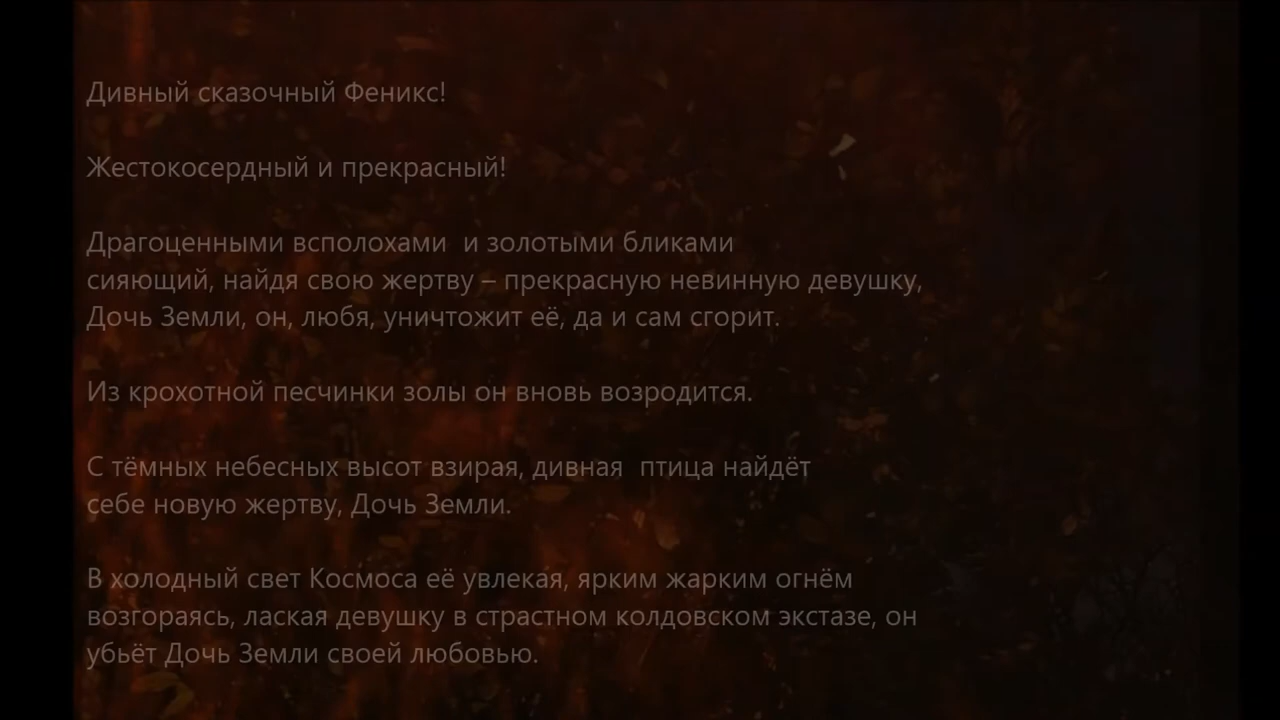 Дивный сказочный Феникс!
Жестокосердный и прекрасный!
Драгоценными всполохами  и золотыми бликами
сияющий, найдя свою жертву – прекрасную невинную девушку,
Дочь Земли, он, любя, уничтожит её, да и сам сгорит.
Из крохотной песчинки золы он вновь возродится.
С тёмных небесных высот взирая, дивная  птица найдёт
себе новую жертву, Дочь Земли.
В холодный свет Космоса её увлекая, ярким жарким огнём
возгораясь, лаская девушку в страстном колдовском экстазе, он
убьёт Дочь Земли своей любовью.